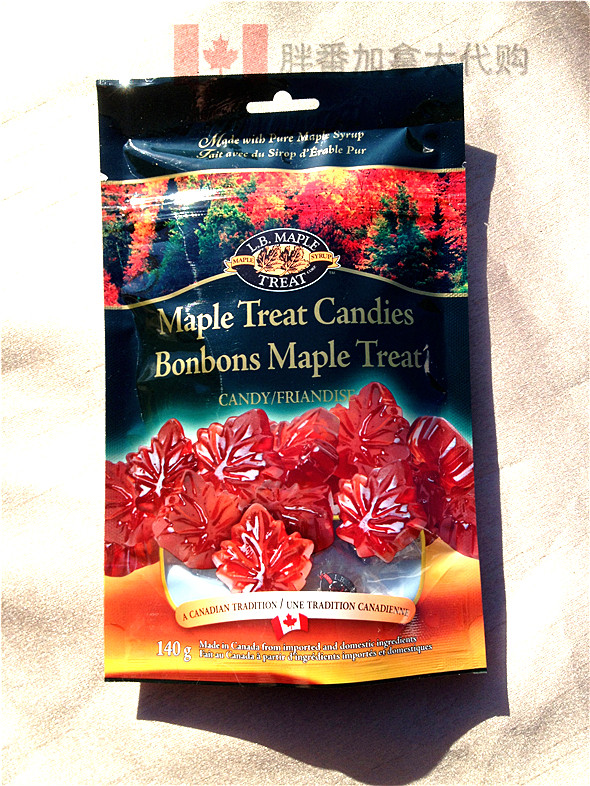 胖番加拿大代购
Made with Pure Maple Syrup
Fait avec du Sirop d'Érable Pur
L.B. MAPLE
MAPLE SYRUP
TREAT
Maple Treat Candies
Bonbons Maple Treat
CANDY/FRIANDISE
A CANADIAN TRADITION / UNE TRADITION CANADIENNE
140 g
Made in Canada from imported and domestic ingredients
Fait au Canada à partir d'ingrédients importés et domestiques